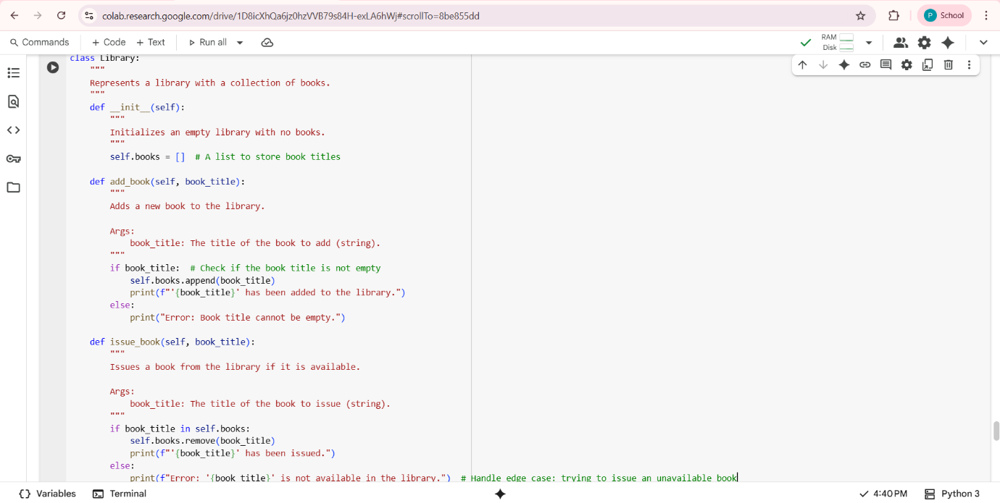 colab.research.google.com/drive/1D8icXhQa6jz0hzVVB79s84H-exLA6hWj#scrollTo=8be855dd
P School
Commands + Code + Text Run all
RAM
Disk
class Library:
"""
Represents a library with a collection of books.
"""
def __init__(self):
"""
Initializes an empty library with no books.
"""
self.books = [] # A list to store book titles
def add_book(self, book_title):
"""
Adds a new book to the library.
Args:
book_title: The title of the book to add (string).
"""
if book_title: # Check if the book title is not empty
self.books.append(book_title)
print(f"'{book_title}' has been added to the library.")
else:
print("Error: Book title cannot be empty.")
def issue_book(self, book_title):
"""
Issues a book from the library if it is available.
Args:
book_title: The title of the book to issue (string).
"""
if book_title in self.books:
self.books.remove(book_title)
print(f"'{book_title}' has been issued.")
else:
print(f"Error: '{book_title}' is not available in the library.") # Handle edge case: trying to issue an unavailable book
{} Variables Terminal 4:40 PM Python 3